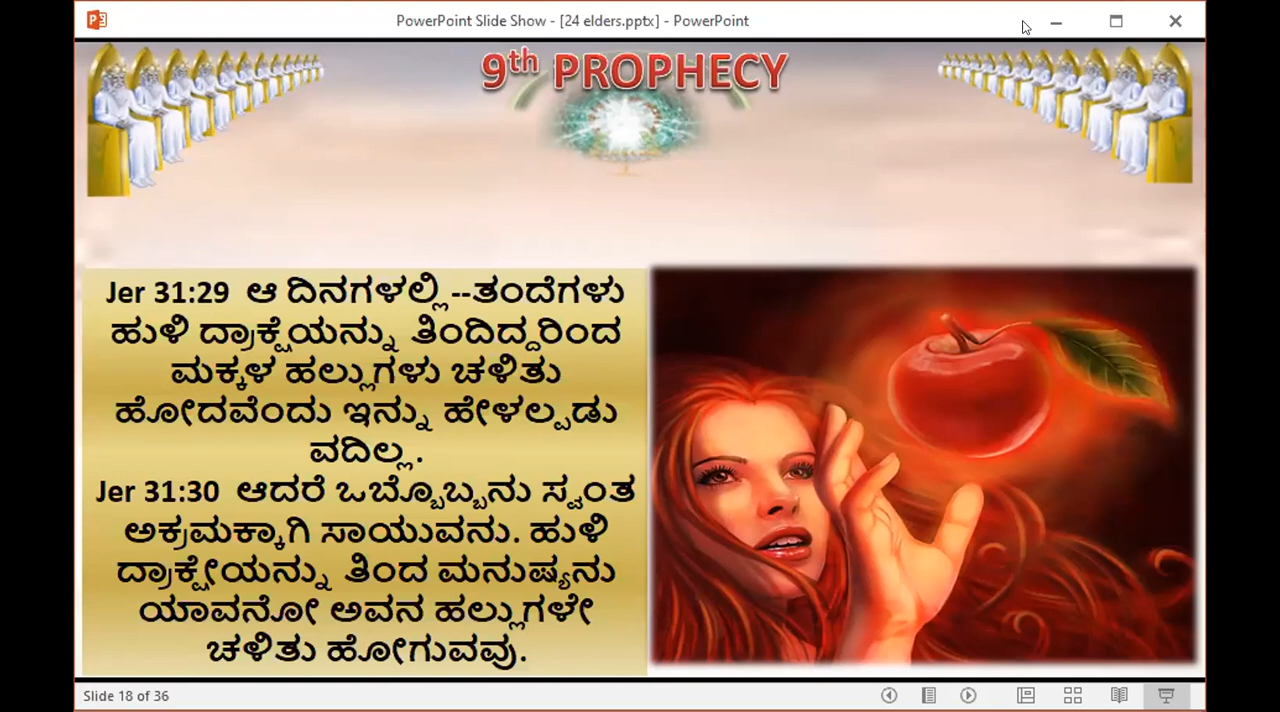 PowerPoint Slide Show - [24 elders.pptx] - PowerPoint
9th PROPHECY
Jer 31:29 ಆ ದಿನಗಳಲ್ಲಿ--ತಂದೆಗಳು
ಹುಳಿ ದ್ರಾಕ್ಷೆಯನ್ನು ತಿಂದಿದ್ದರಿಂದ
ಮಕ್ಕಳ ಹಲ್ಲುಗಳು ಚಳಿತು
ಹೋದವೆಂದು ಇನ್ನು ಹೇಳಲ್ಪಡು
ವದಿಲ್ಲ.
Jer 31:30 ಆದರೆ ಒಬ್ಬೊಬ್ಬನು ಸ್ವಂತ
ಅಕ್ರಮಕ್ಕಾಗಿ ಸಾಯುವನು. ಹುಳಿ
ದ್ರಾಕ್ಷೇಯನ್ನು ತಿಂದ ಮನುಷ್ಯನು
ಯಾವನೋ ಅವನ ಹಲ್ಲುಗಳೇ
ಚಳಿತು ಹೋಗುವವು.
Slide 18 of 36